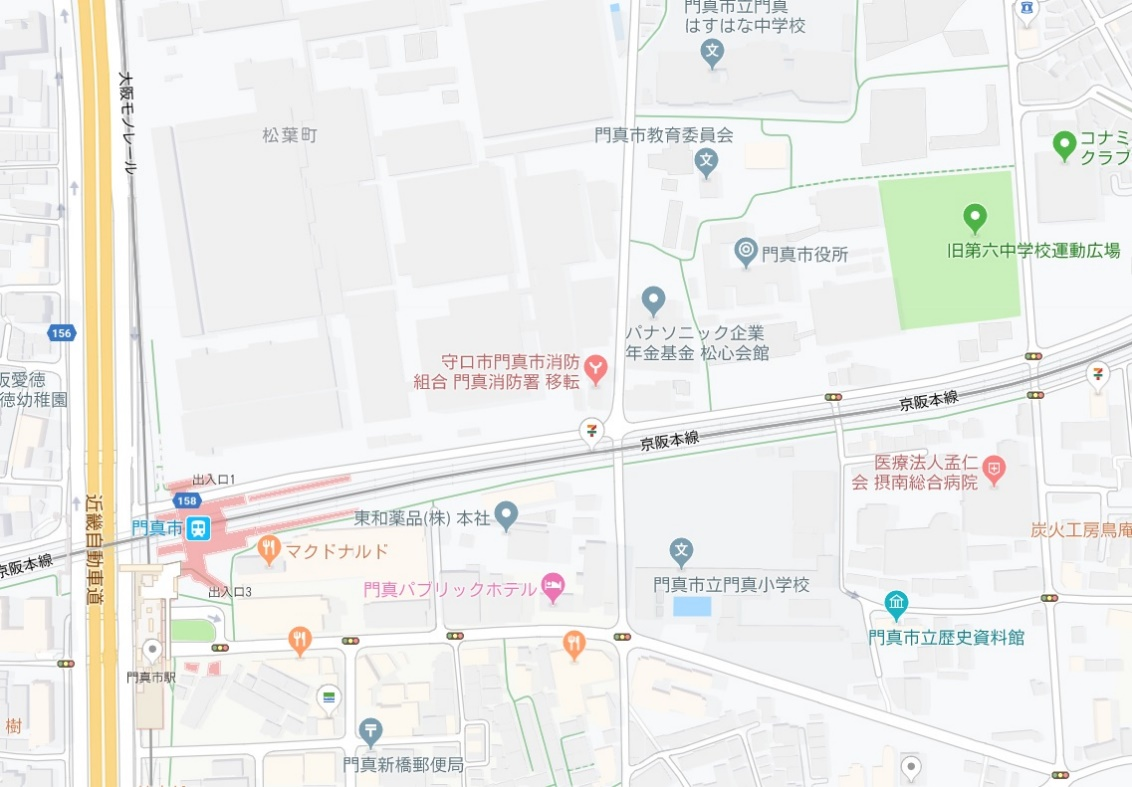 門真市立門真
はすはな中学校
大阪モノレール
松葉町
門真市教育委員会
コナミ
クラブ
門真市役所
旧第六中学校運動広場
156
パナソニック企業
年金基金 松心会館
守口市門真市消防
組合 門真消防署 移転
阪愛徳
徳幼稚園
京阪本線
京阪本線
医療法人孟仁
会 摂南総合病院
出入口1
158
門真市
東和薬品(株) 本社
炭火工房鳥庵
マクドナルド
京阪本線
近畿自動車道
出入口3
門真パブリックホテル
門真市立門真小学校
門真市立歴史資料館
門真市駅
樹
門真新橋郵便局